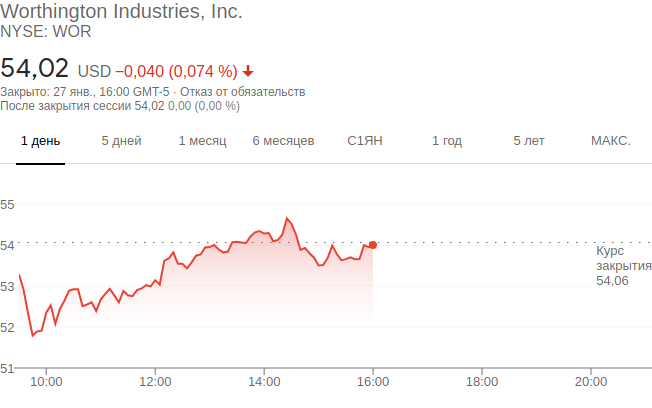 Worthington Industries, Inc.
NYSE: WOR
54,02 USD −0,040 (0,074 %)
Закрыто: 27 янв., 16:00 GMT-5 · Отказ от обязательств
После закрытия сессии 54,02 0,00 (0,00 %)
1 день 5 дней 1 месяц 6 месяцев С1ЯН 1 год 5 лет МАКС.
55
54
Курс
закрытия
54,06
53
52
51
10:00 12:00 14:00 16:00 18:00 20:00